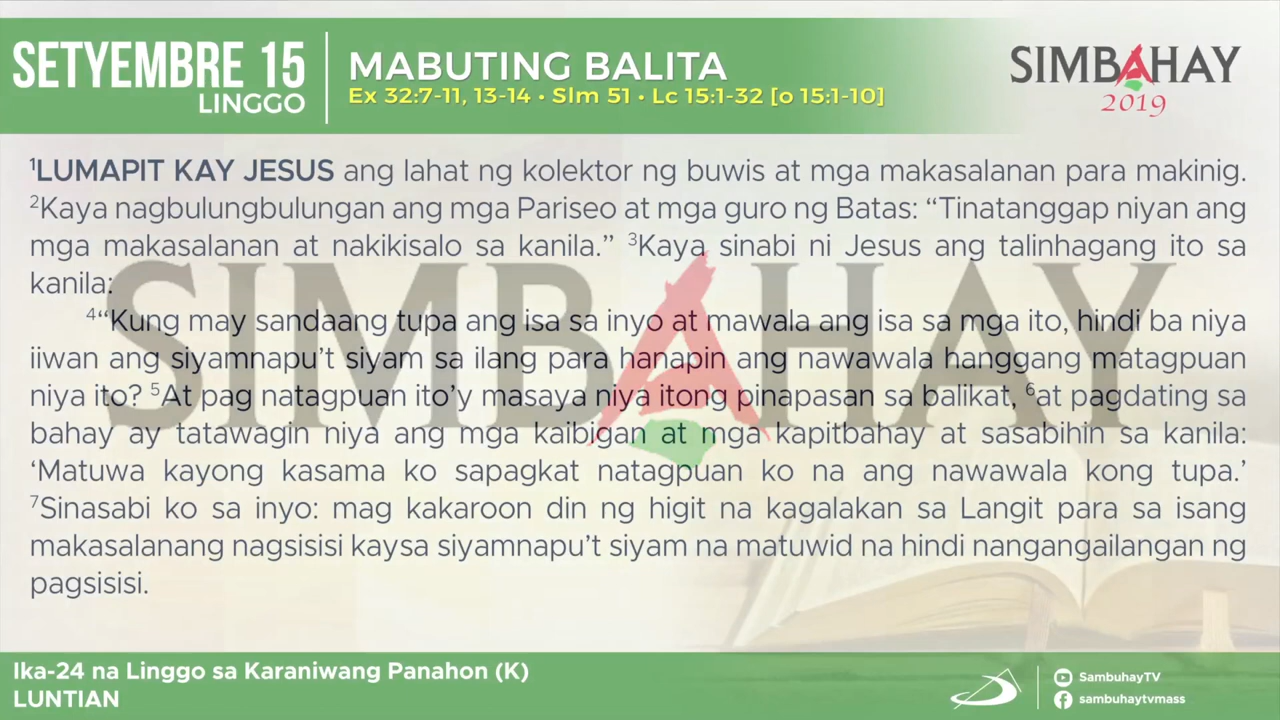 SETYEMBRE 15
LINGGO
MABUTING BALITA
Ex 32:7-11, 13-14 • Slm 51 • Lc 15:1-32 [o 15:1-10]
SIMBAHAY
2019
¹LUMAPIT KAY JESUS ang lahat ng kolektor ng buwis at mga makasalanan para makinig.
²Kaya nagbulungbulungan ang mga Pariseo at mga guro ng Batas: “Tinatanggap niyan ang
mga makasalanan at nakikisalo sa kanila.” ³Kaya sinabi ni Jesus ang talinhagang ito sa
kanila:
⁴“Kung may sandaang tupa ang isa sa inyo at mawala ang isa sa mga ito, hindi ba niya
iiwan ang siyamnapu’t siyam sa ilang para hanapin ang nawawala hanggang matagpuan
niya ito? ⁵At pag natagpuan ito’y masaya niya itong pinapasan sa balikat, ⁶at pagdating sa
bahay ay tatawagin niya ang mga kaibigan at mga kapitbahay at sasabihin sa kanila:
‘Matuwa kayong kasama ko sapagkat natagpuan ko na ang nawawala kong tupa.’
⁷Sinasabi ko sa inyo: mag kakaroon din ng higit na kagalakan sa Langit para sa isang
makasalanang nagsisisi kaysa siyamnapu’t siyam na matuwid na hindi nangangailangan ng
pagsisisi.
SIMBAHAY
Ika-24 na Linggo sa Karaniwang Panahon (K)
LUNTIAN
SambuhayTV
sambuhaytvmass